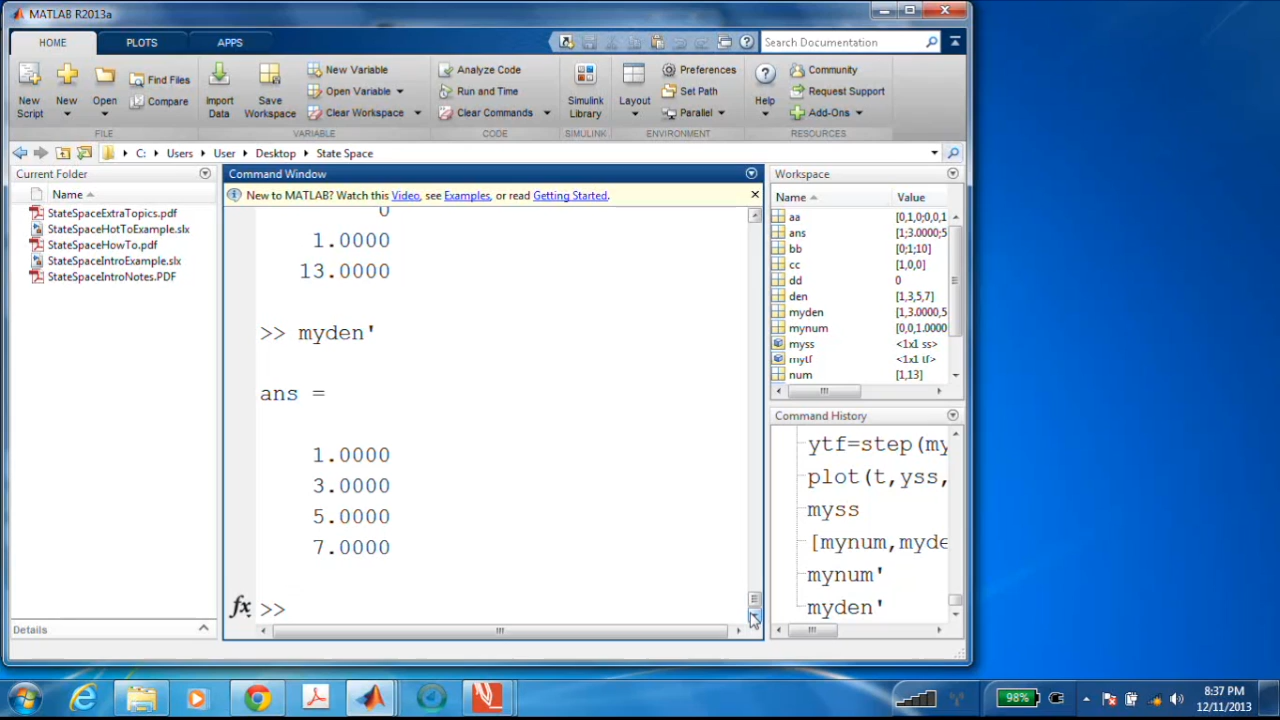 MATLAB R2013a
HOME PLOTS APPS
Search Documentation
New Script
New
Open
Find Files
Compare
Import Data
Save Workspace
New Variable
Open Variable
Clear Workspace
Analyze Code
Run and Time
Clear Commands
Simulink Library
Layout
Preferences
Set Path
Parallel
Help
Community
Request Support
Add-Ons
FILE VARIABLE CODE SIMULINK ENVIRONMENT RESOURCES
C: Users User Desktop State Space
Current Folder
Name
StateSpaceExtraTopics.pdf
StateSpaceHotToExample.slx
StateSpaceHowTo.pdf
StateSpaceIntroExample.slx
StateSpaceIntroNotes.PDF
Details
Command Window
New to MATLAB? Watch this Video, see Examples, or read Getting Started.
0
1.0000
13.0000
>> myden'
ans =
1.0000
3.0000
5.0000
7.0000
fx >>
Workspace
Name Value
aa [0,1,0;0,0,1
ans [1;3.0000;5
bb [0;1;10]
cc [1,0,0]
dd 0
den [1,3,5,7]
myden [1,3.0000,5
mynum [0,0,1.0000
myss <1x1 ss>
mytf <1x1 tf>
num [1,13]
Command History
ytf=step(my
plot(t,yss,
myss
[mynum,myde
mynum'
myden'
98%
8:37 PM
12/11/2013